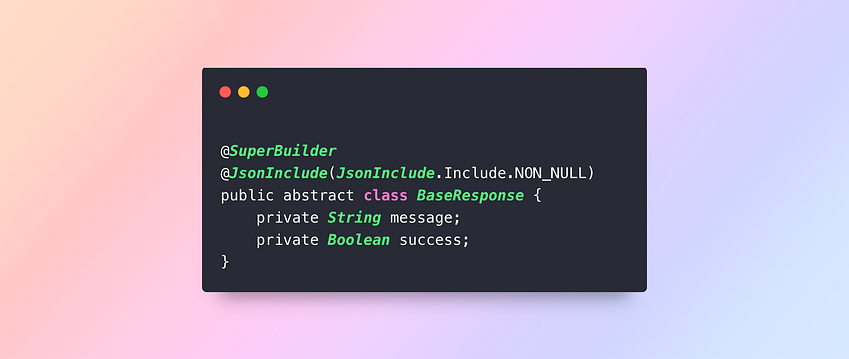 @SuperBuilder
@JsonInclude(JsonInclude.Include.NON_NULL)
public abstract class BaseResponse {
    private String message;
    private Boolean success;
}